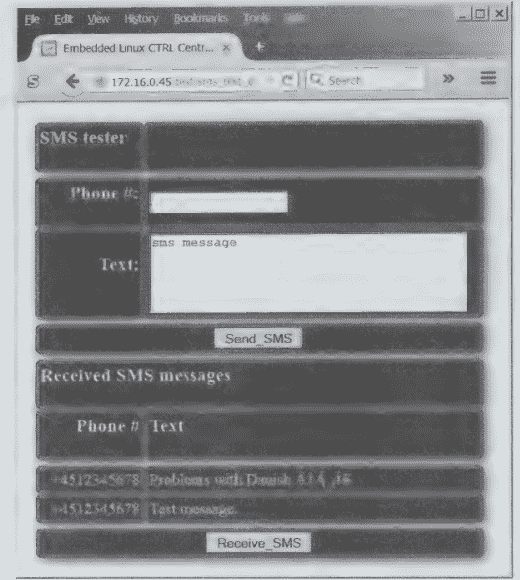 File Edit View History Bookmarks Tools
Embedded Linux CTRL Centr... ×
+
S 172.16.0.45 Search »
SMS tester
Phone #:
Text:
sms message
Send_SMS
Received SMS messages
Phone # Text
+4512345678 Problems with Danish
+4512345678 Test message.
Receive_SMS